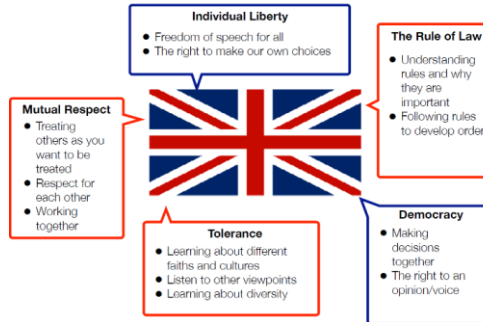 Individual Liberty
● Freedom of speech for all
● The right to make our own choices
The Rule of Law
● Understanding
rules and why
they are
important
● Following rules
to develop order
Mutual Respect
● Treating
others as you
want to be
treated
● Respect for
each other
● Working
together
Tolerance
● Learning about different
faiths and cultures
● Listen to other viewpoints
● Learning about diversity
Democracy
● Making
decisions
together
● The right to an
opinion/voice